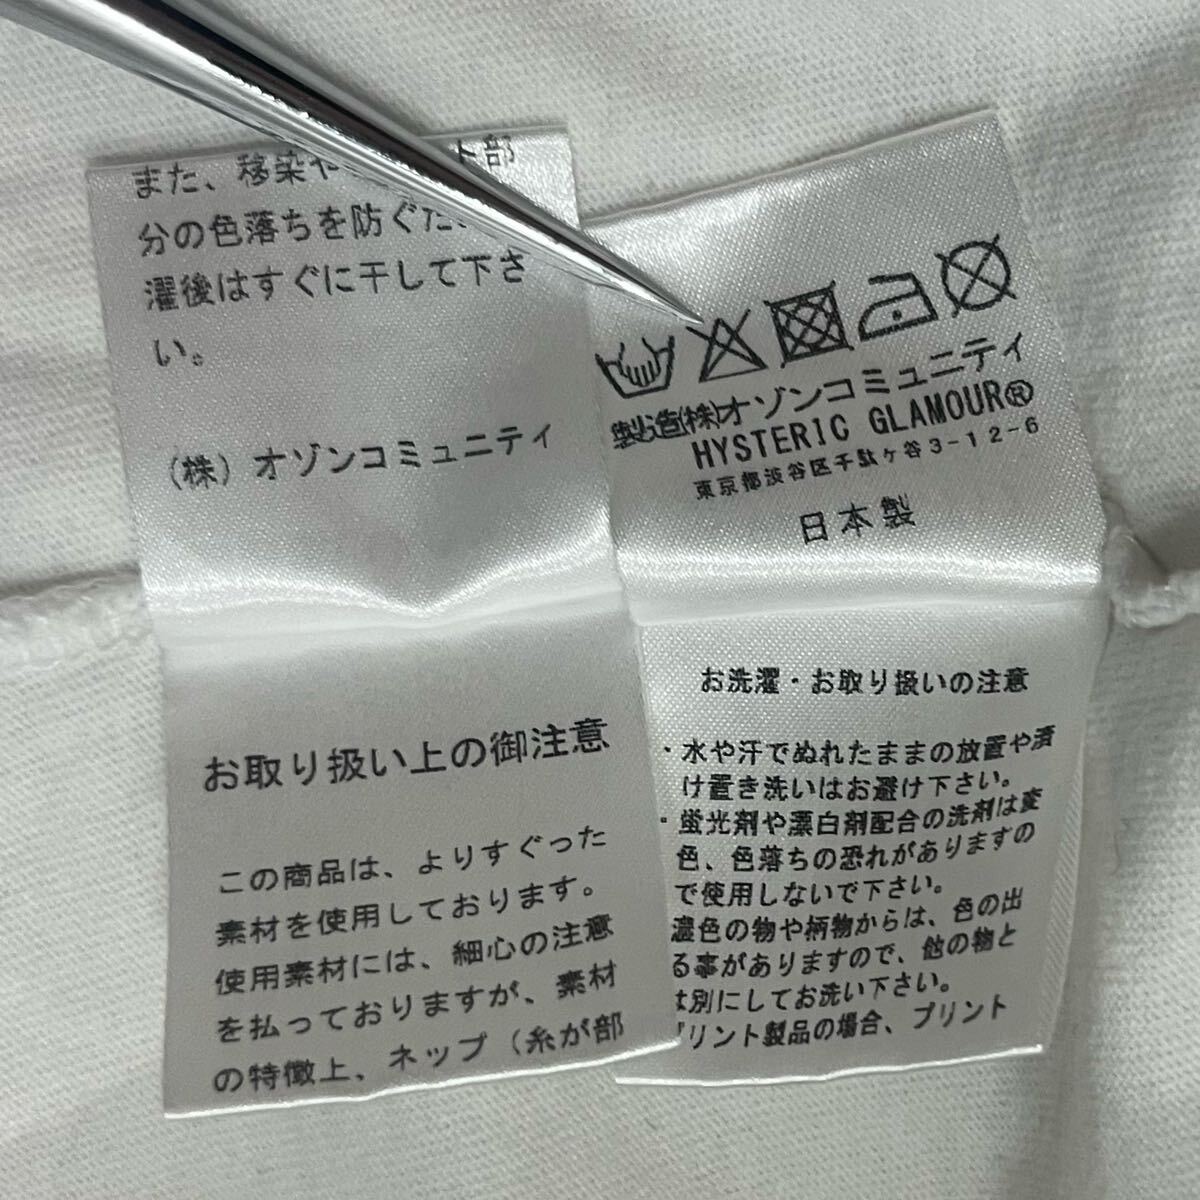 また、移染や
ト部
分の色落ちを防ぐた
濯後はすぐに干して下さ
い。
(株)オゾンコミュニティ
お取り扱い上の御注意
この商品は、よりすぐった
素材を使用しております。
使用素材には、細心の注意
を払っておりますが、素材
の特徴上、ネップ(糸が部
製造(株)オゾンコミュニティ
HYSTERIC GLAMOUR®
東京都渋谷区千駄ヶ谷3-12-6
日本製
お洗濯・お取り扱いの注意
・水や汗でぬれたままの放置や漬
け置き洗いはお避け下さい。
・蛍光剤や漂白剤配合の洗剤は変
色、色落ちの恐れがありますの
で使用しないで下さい。
濃色の物や柄物からは、色の出
る事がありますので、他の物と
は別にしてお洗い下さい。
プリント製品の場合、プリント